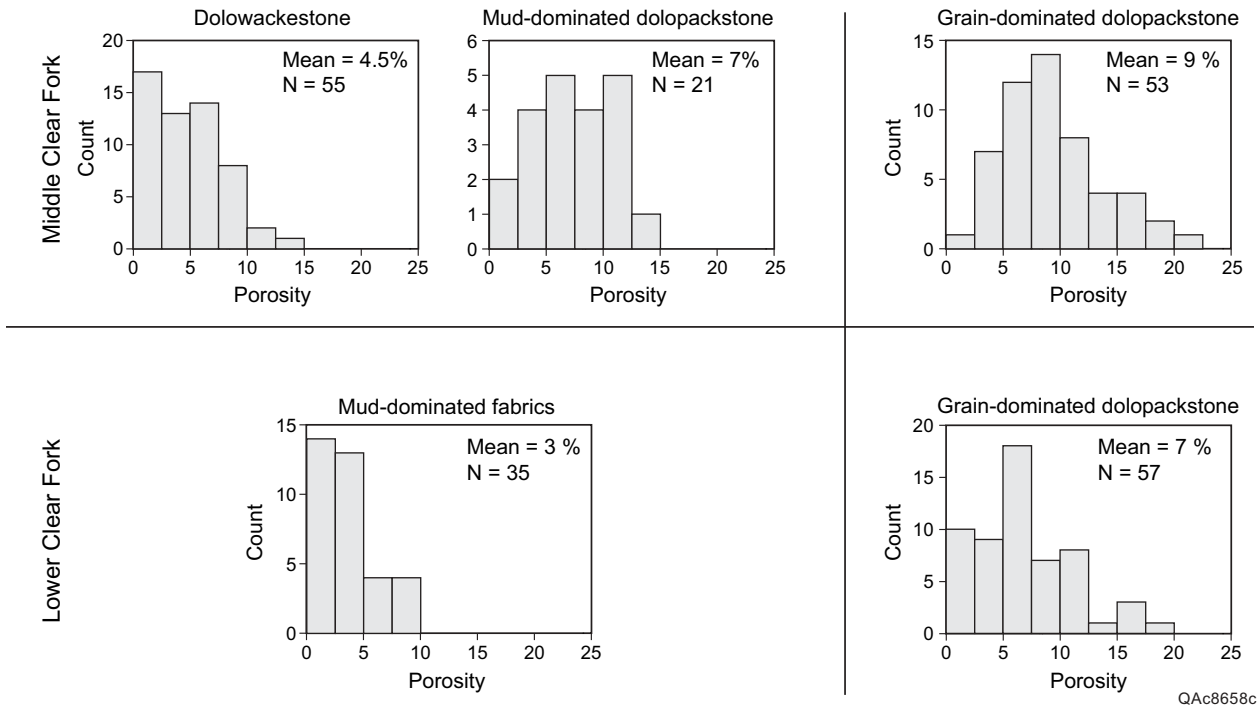 Middle Clear Fork
Dolowackestone
Mean = 4.5%
N = 55
Count
20
15
10
5
0
0 5 10 15 20 25
Porosity
Mud-dominated dolopackstone
Mean = 7%
N = 21
6
5
4
3
2
1
0
0 5 10 15 20 25
Porosity
Grain-dominated dolopackstone
Mean = 9 %
N = 53
Count
15
10
5
0
0 5 10 15 20 25
Porosity
Lower Clear Fork
Mud-dominated fabrics
Mean = 3 %
N = 35
Count
15
10
5
0
0 5 10 15 20 25
Porosity
Grain-dominated dolopackstone
Mean = 7 %
N = 57
Count
20
15
10
5
0
0 5 10 15 20 25
Porosity
QAc8658c